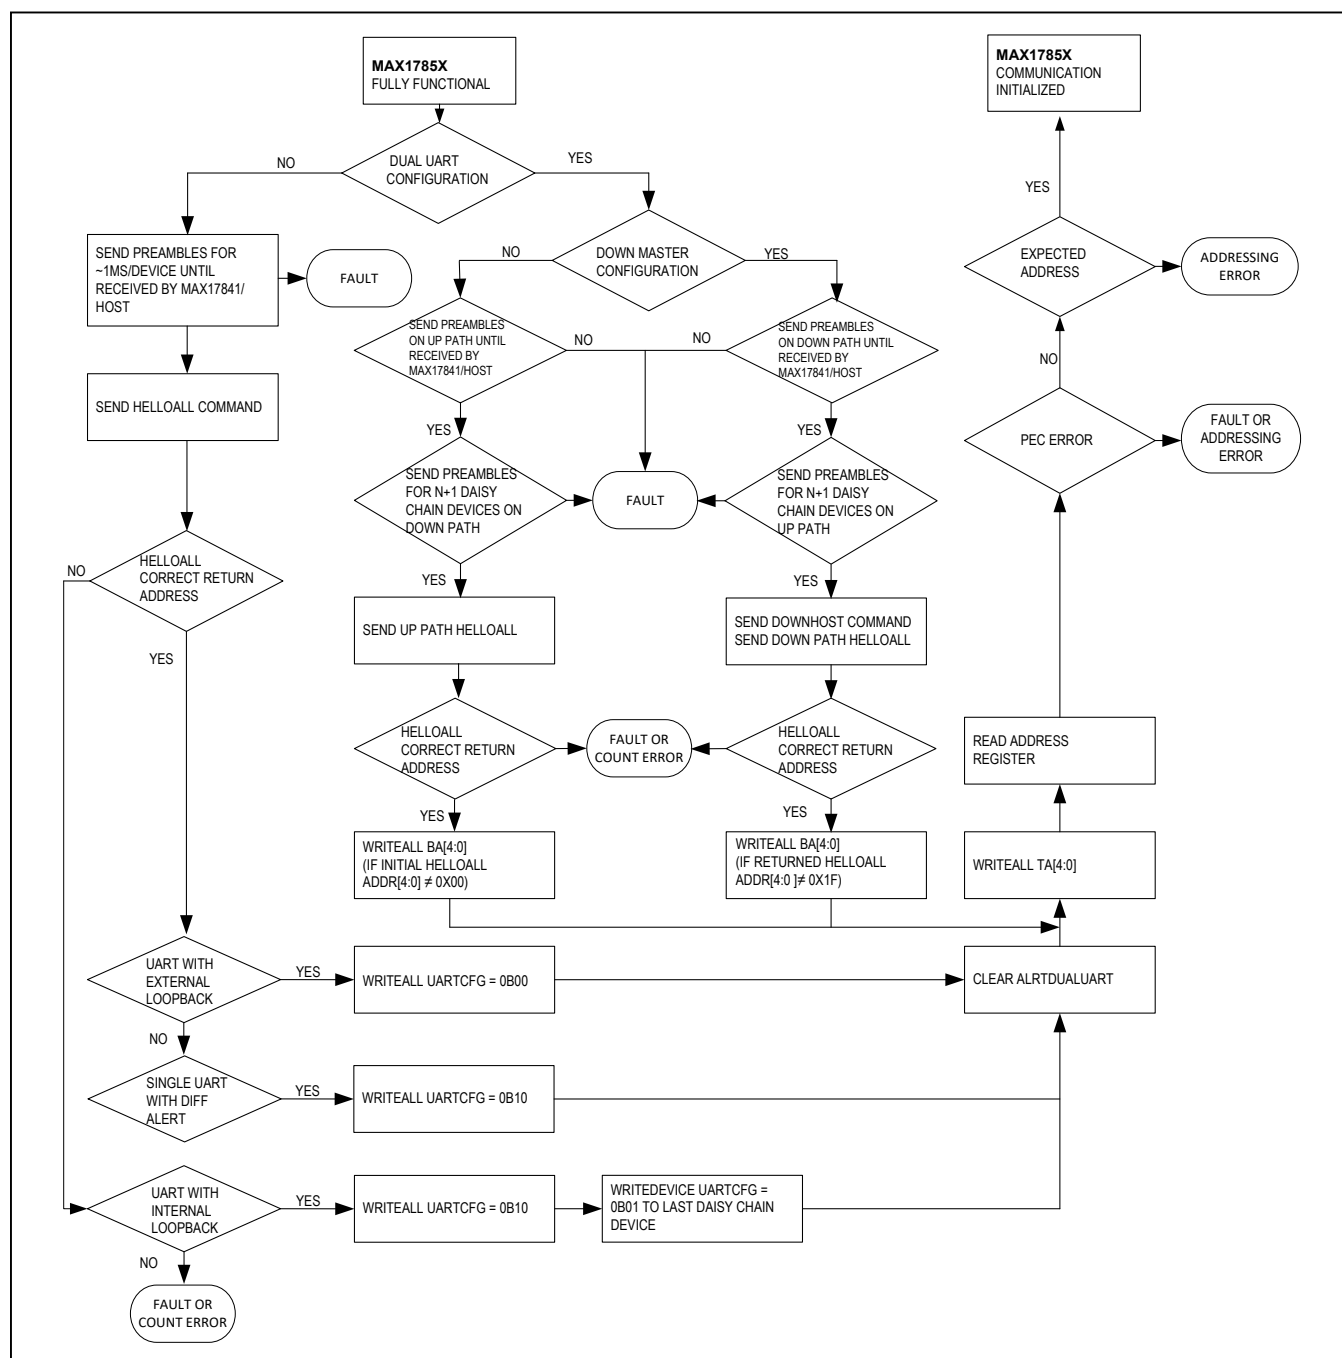 MAX1785X
FULLY FUNCTIONAL
MAX1785X
COMMUNICATION
INITIALIZED
DUAL UART
CONFIGURATION
NO
YES
YES
SEND PREAMBLES FOR
~1MS/DEVICE UNTIL
RECEIVED BY MAX17841/
HOST
FAULT
NO
DOWN MASTER
CONFIGURATION
YES
EXPECTED
ADDRESS
ADDRESSING
ERROR
SEND PREAMBLES
ON UP PATH UNTIL
RECEIVED BY
MAX17841/HOST
NO
NO
SEND PREAMBLES
ON DOWN PATH UNTIL
RECEIVED BY
MAX17841/HOST
NO
SEND HELLOALL COMMAND
YES
YES
PEC ERROR
FAULT OR
ADDRESSING
ERROR
SEND PREAMBLES
FOR N+1 DAISY
CHAIN DEVICES ON
DOWN PATH
FAULT
SEND PREAMBLES
FOR N+1 DAISY
CHAIN DEVICES ON
UP PATH
NO
HELLOALL
CORRECT RETURN
ADDRESS
YES
YES
SEND UP PATH HELLOALL
SEND DOWNHOST COMMAND
SEND DOWN PATH HELLOALL
YES
HELLOALL
CORRECT RETURN
ADDRESS
FAULT OR
COUNT ERROR
HELLOALL
CORRECT RETURN
ADDRESS
READ ADDRESS
REGISTER
YES
YES
WRITEALL BA[4:0]
(IF INITIAL HELLOALL
ADDR[4:0] ≠ 0X00)
WRITEALL BA[4:0]
(IF RETURNED HELLOALL
ADDR[4:0 ]≠ 0X1F)
WRITEALL TA[4:0]
UART WITH
EXTERNAL
LOOPBACK
YES
WRITEALL UARTCFG = 0B00
CLEAR ALRTDUALUART
NO
SINGLE UART
WITH DIFF
ALERT
YES
WRITEALL UARTCFG = 0B10
UART WITH
INTERNAL
LOOPBACK
YES
WRITEALL UARTCFG = 0B10
WRITEDEVICE UARTCFG =
0B01 TO LAST DAISY CHAIN
DEVICE
NO
FAULT OR
COUNT ERROR